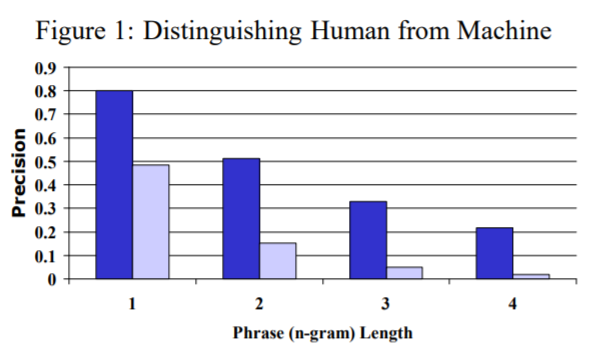 Figure 1: Distinguishing Human from Machine
0.9
0.8
0.7
0.6
0.5
0.4
0.3
0.2
0.1
0
Precision
1 2 3 4
Phrase (n-gram) Length